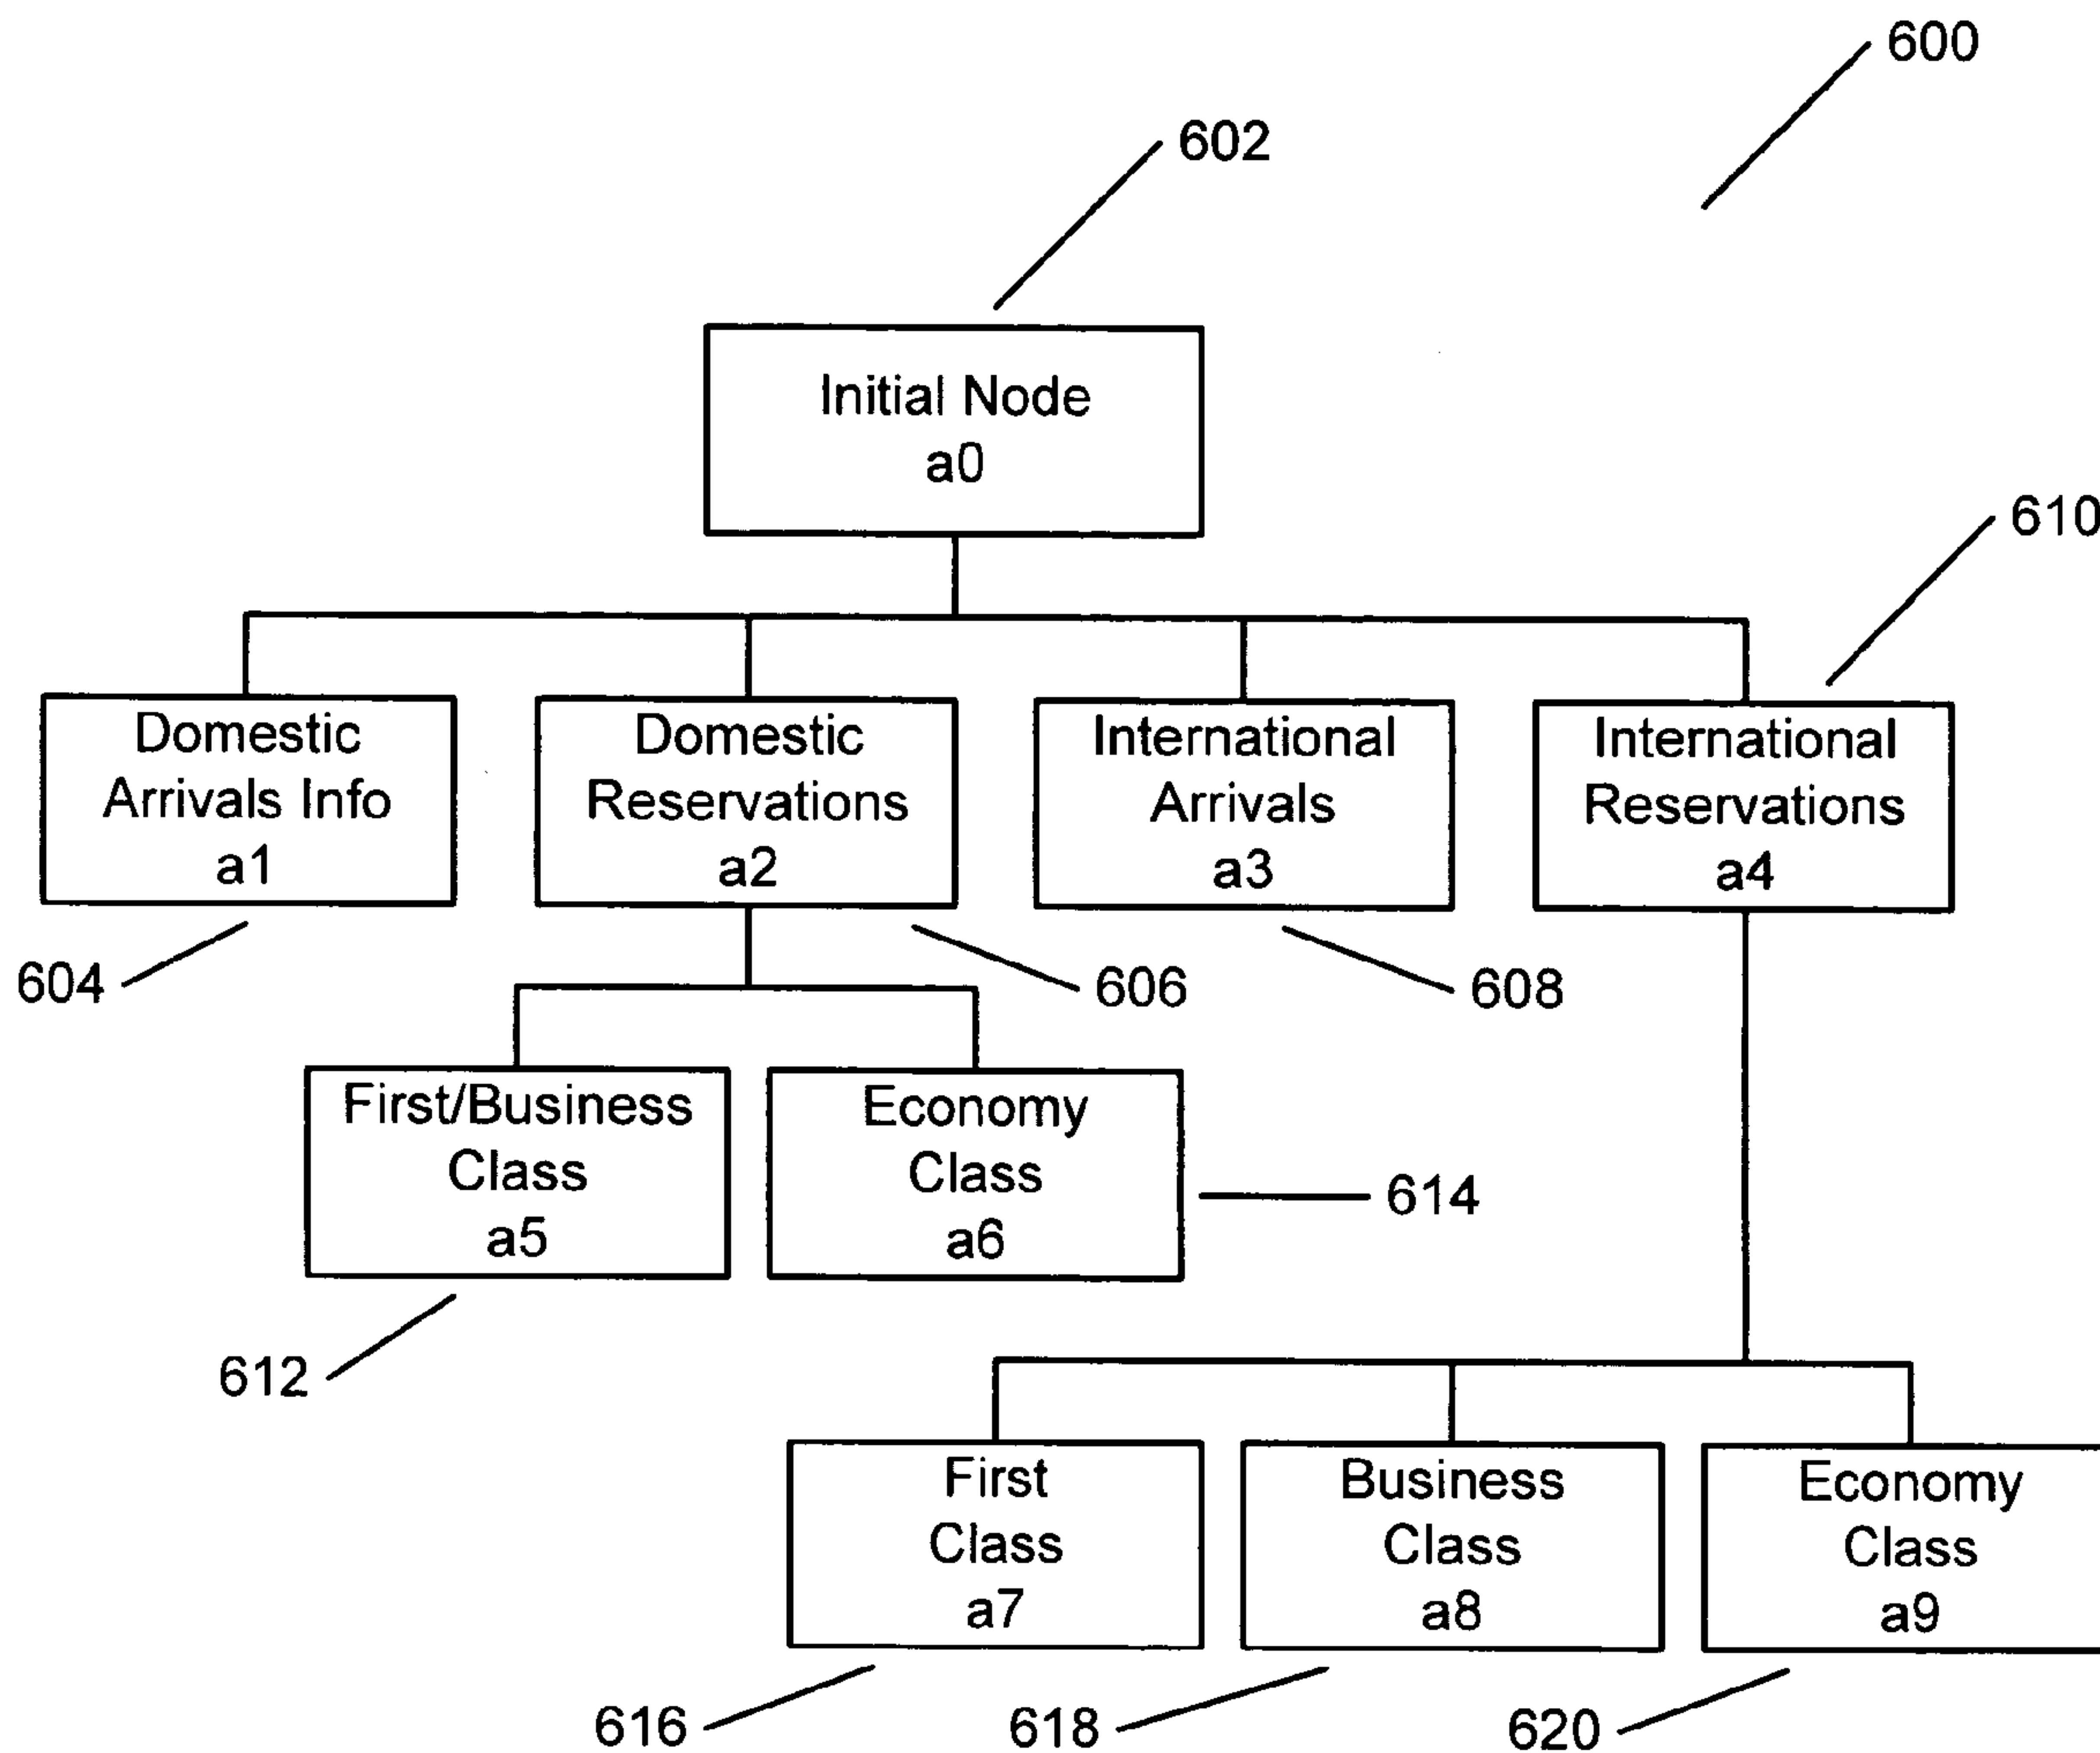 600
602
Initial Node
a0
610
Domestic
Arrivals Info
a1
Domestic
Reservations
a2
International
Arrivals
a3
International
Reservations
a4
604
606
608
First/Business
Class
a5
Economy
Class
a6
614
612
First
Class
a7
Business
Class
a8
Economy
Class
a9
616
618
620